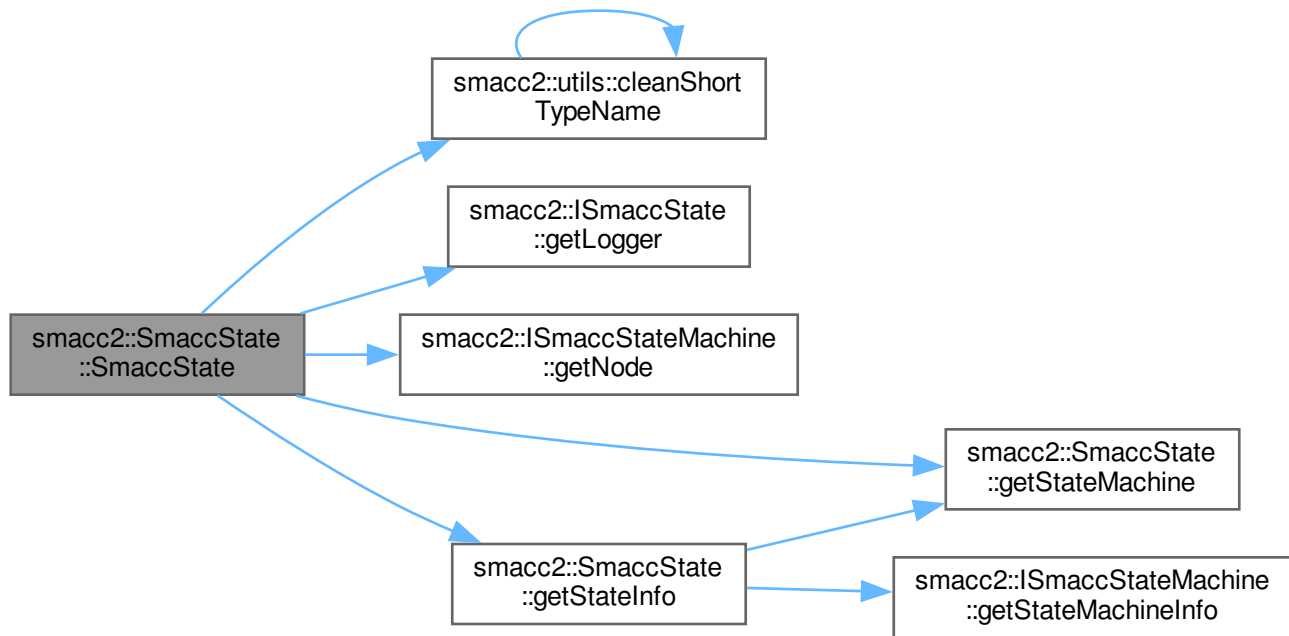 smacc2::utils::cleanShort
TypeName
smacc2::ISmaccState
::getLogger
smacc2::SmaccState
::SmaccState
smacc2::ISmaccStateMachine
::getNode
smacc2::SmaccState
::getStateMachine
smacc2::SmaccState
::getStateInfo
smacc2::ISmaccStateMachine
::getStateMachineInfo